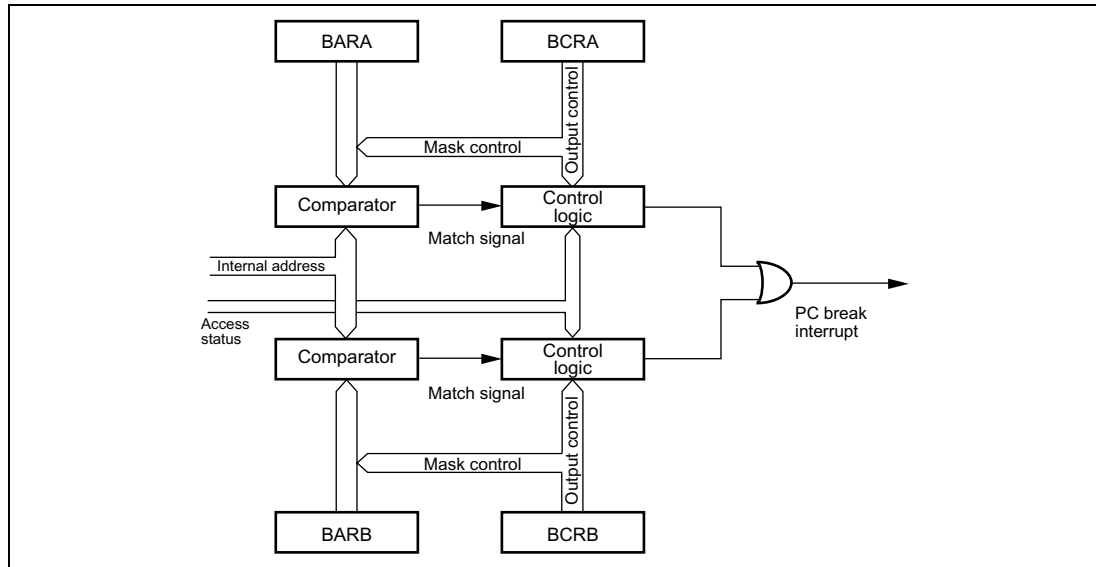 BARA
BCRA
Output control
Mask control
Comparator
Control
logic
Match signal
Internal address
Access
status
PC break
interrupt
Comparator
Control
logic
Match signal
Output control
Mask control
BARB
BCRB